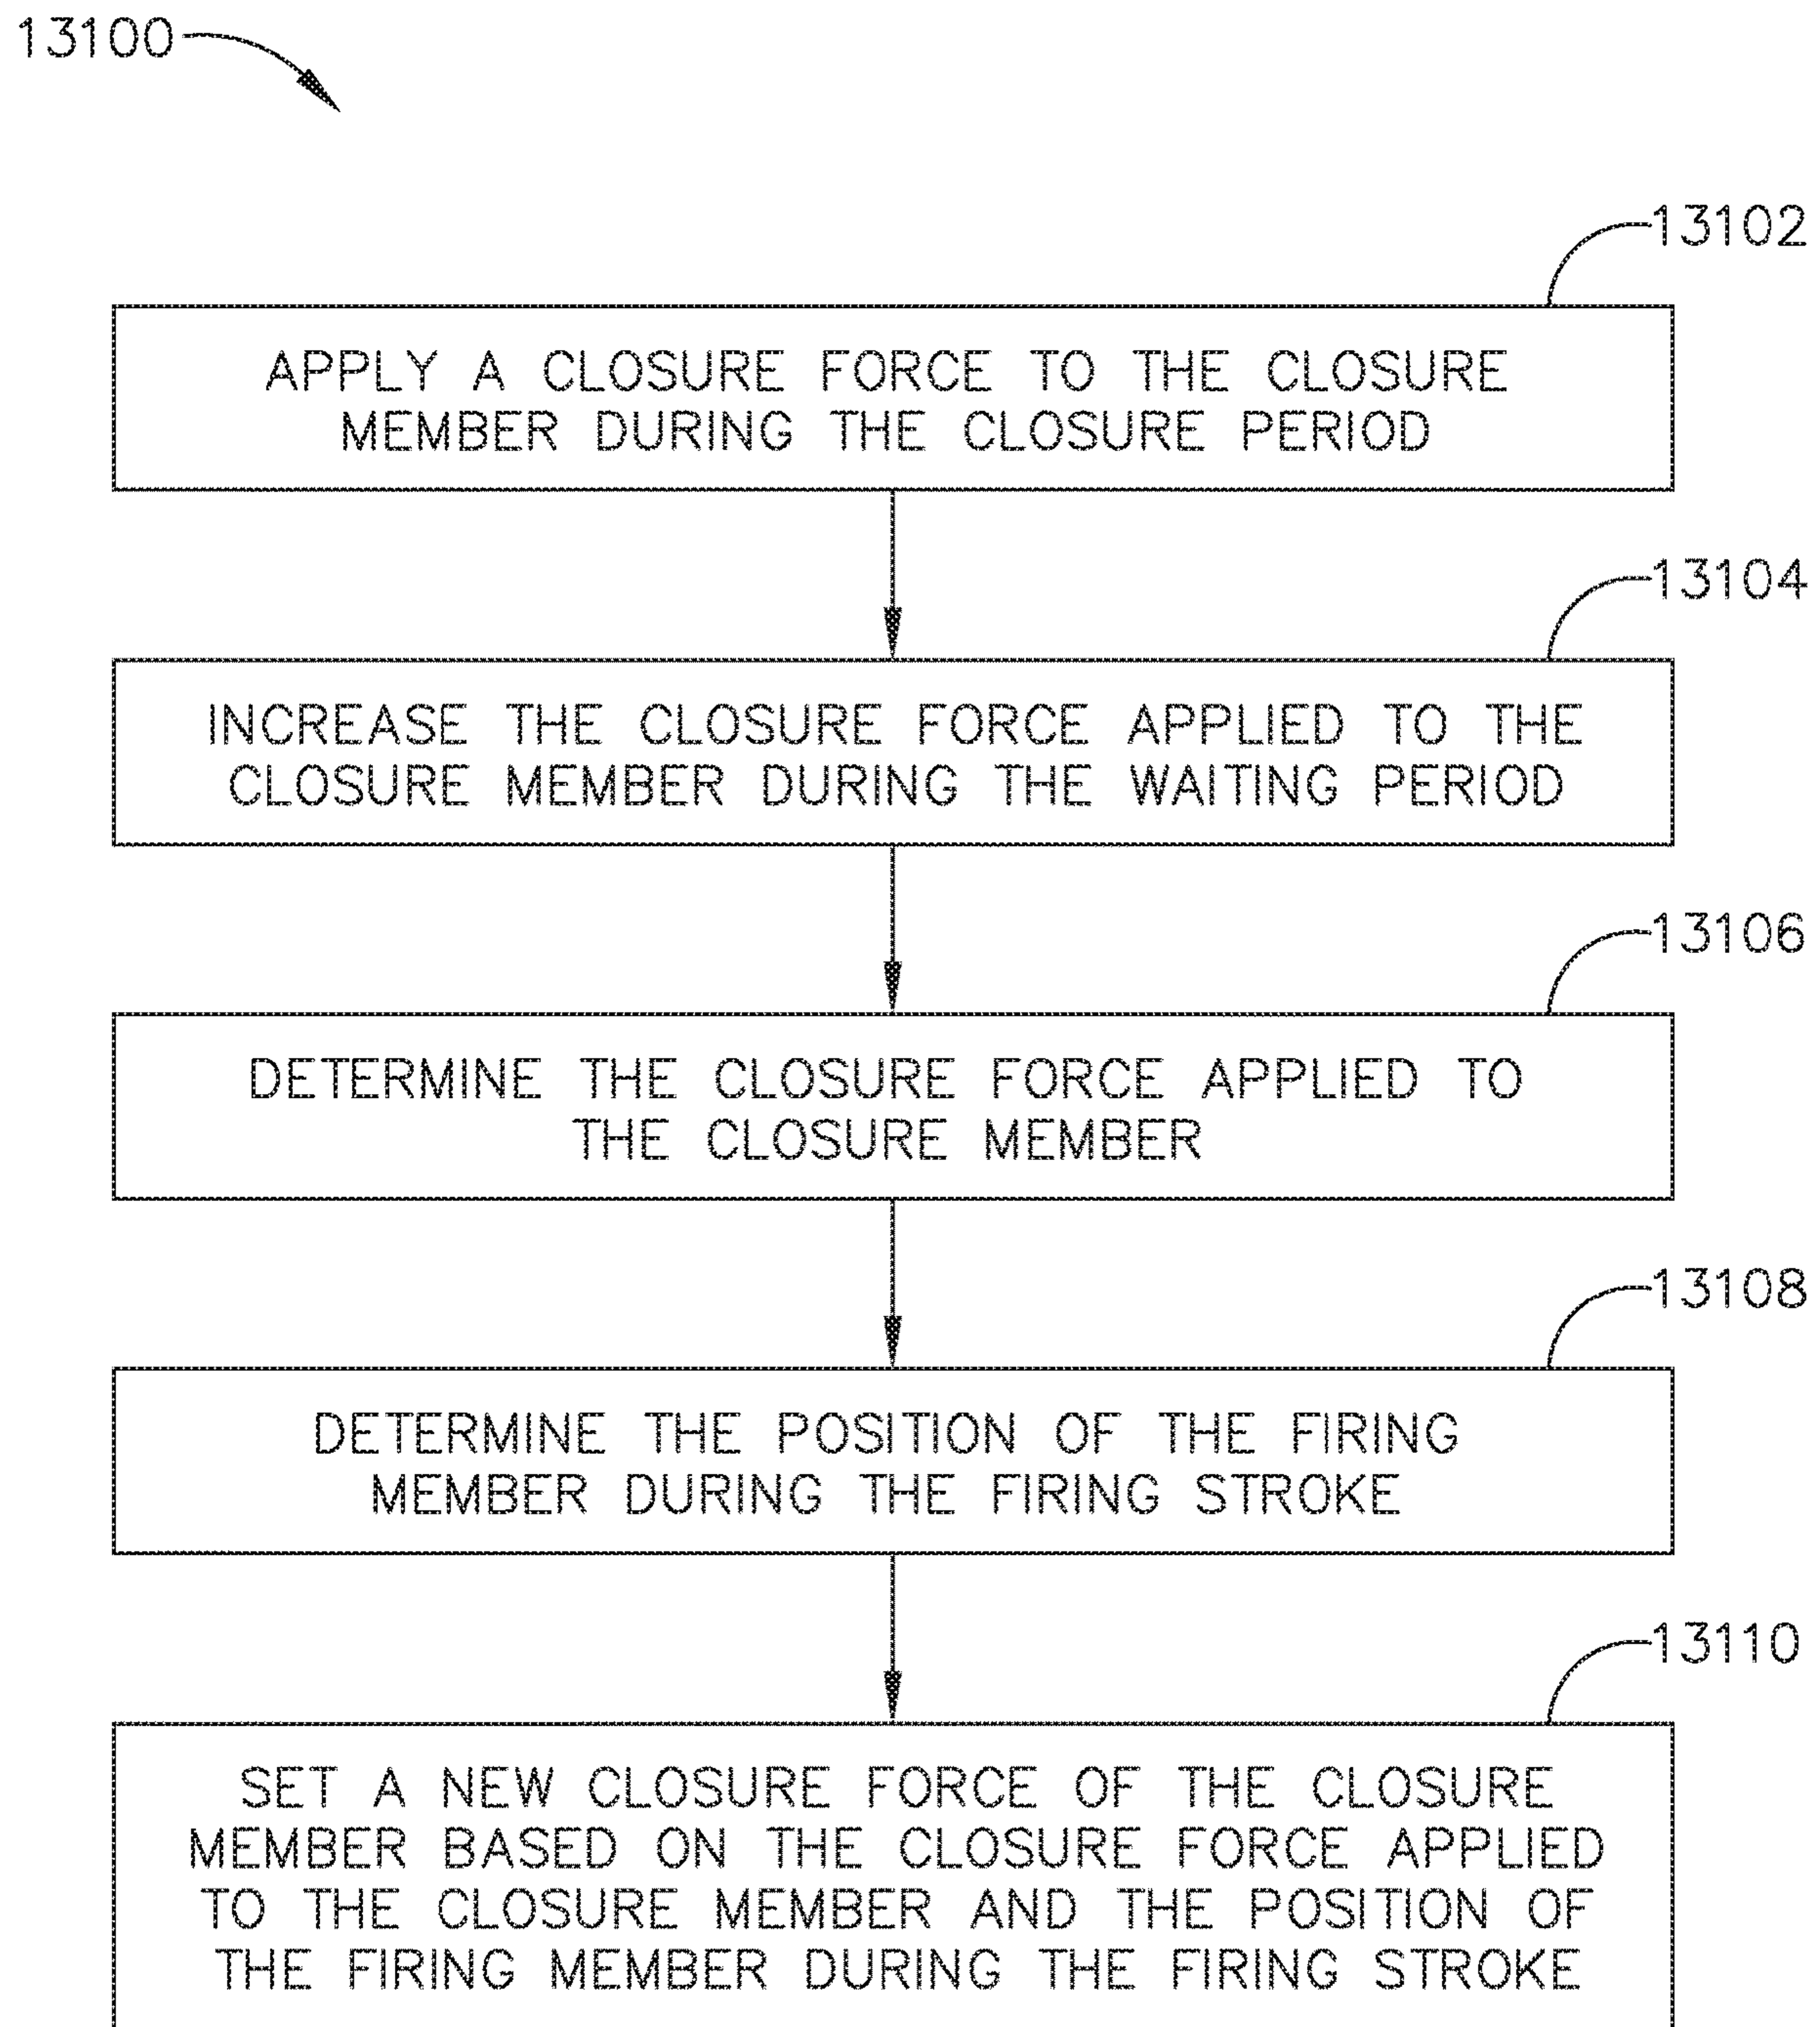 13100
13102
APPLY A CLOSURE FORCE TO THE CLOSURE
MEMBER DURING THE CLOSURE PERIOD
13104
INCREASE THE CLOSURE FORCE APPLIED TO THE
CLOSURE MEMBER DURING THE WAITING PERIOD
13106
DETERMINE THE CLOSURE FORCE APPLIED TO
THE CLOSURE MEMBER
13108
DETERMINE THE POSITION OF THE FIRING
MEMBER DURING THE FIRING STROKE
13110
SET A NEW CLOSURE FORCE OF THE CLOSURE
MEMBER BASED ON THE CLOSURE FORCE APPLIED
TO THE CLOSURE MEMBER AND THE POSITION OF
THE FIRING MEMBER DURING THE FIRING STROKE